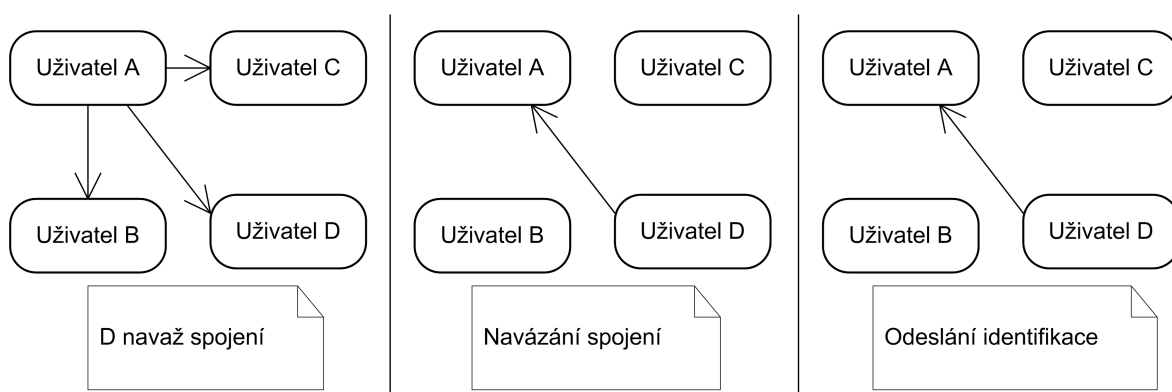 Uživatel A
Uživatel C
Uživatel B
Uživatel D
D navaž spojení
Uživatel A
Uživatel C
Uživatel B
Uživatel D
Navázání spojení
Uživatel A
Uživatel C
Uživatel B
Uživatel D
Odeslání identifikace